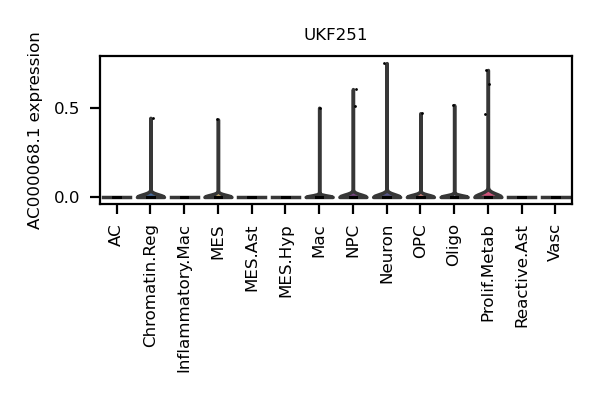 UKF251
AC000068.1 expression
0.5
0.0
AC
Chromatin.Reg
Inflammatory.Mac
MES
MES.Ast
MES.Hyp
Mac
NPC
Neuron
OPC
Oligo
Prolif.Metab
Reactive.Ast
Vasc